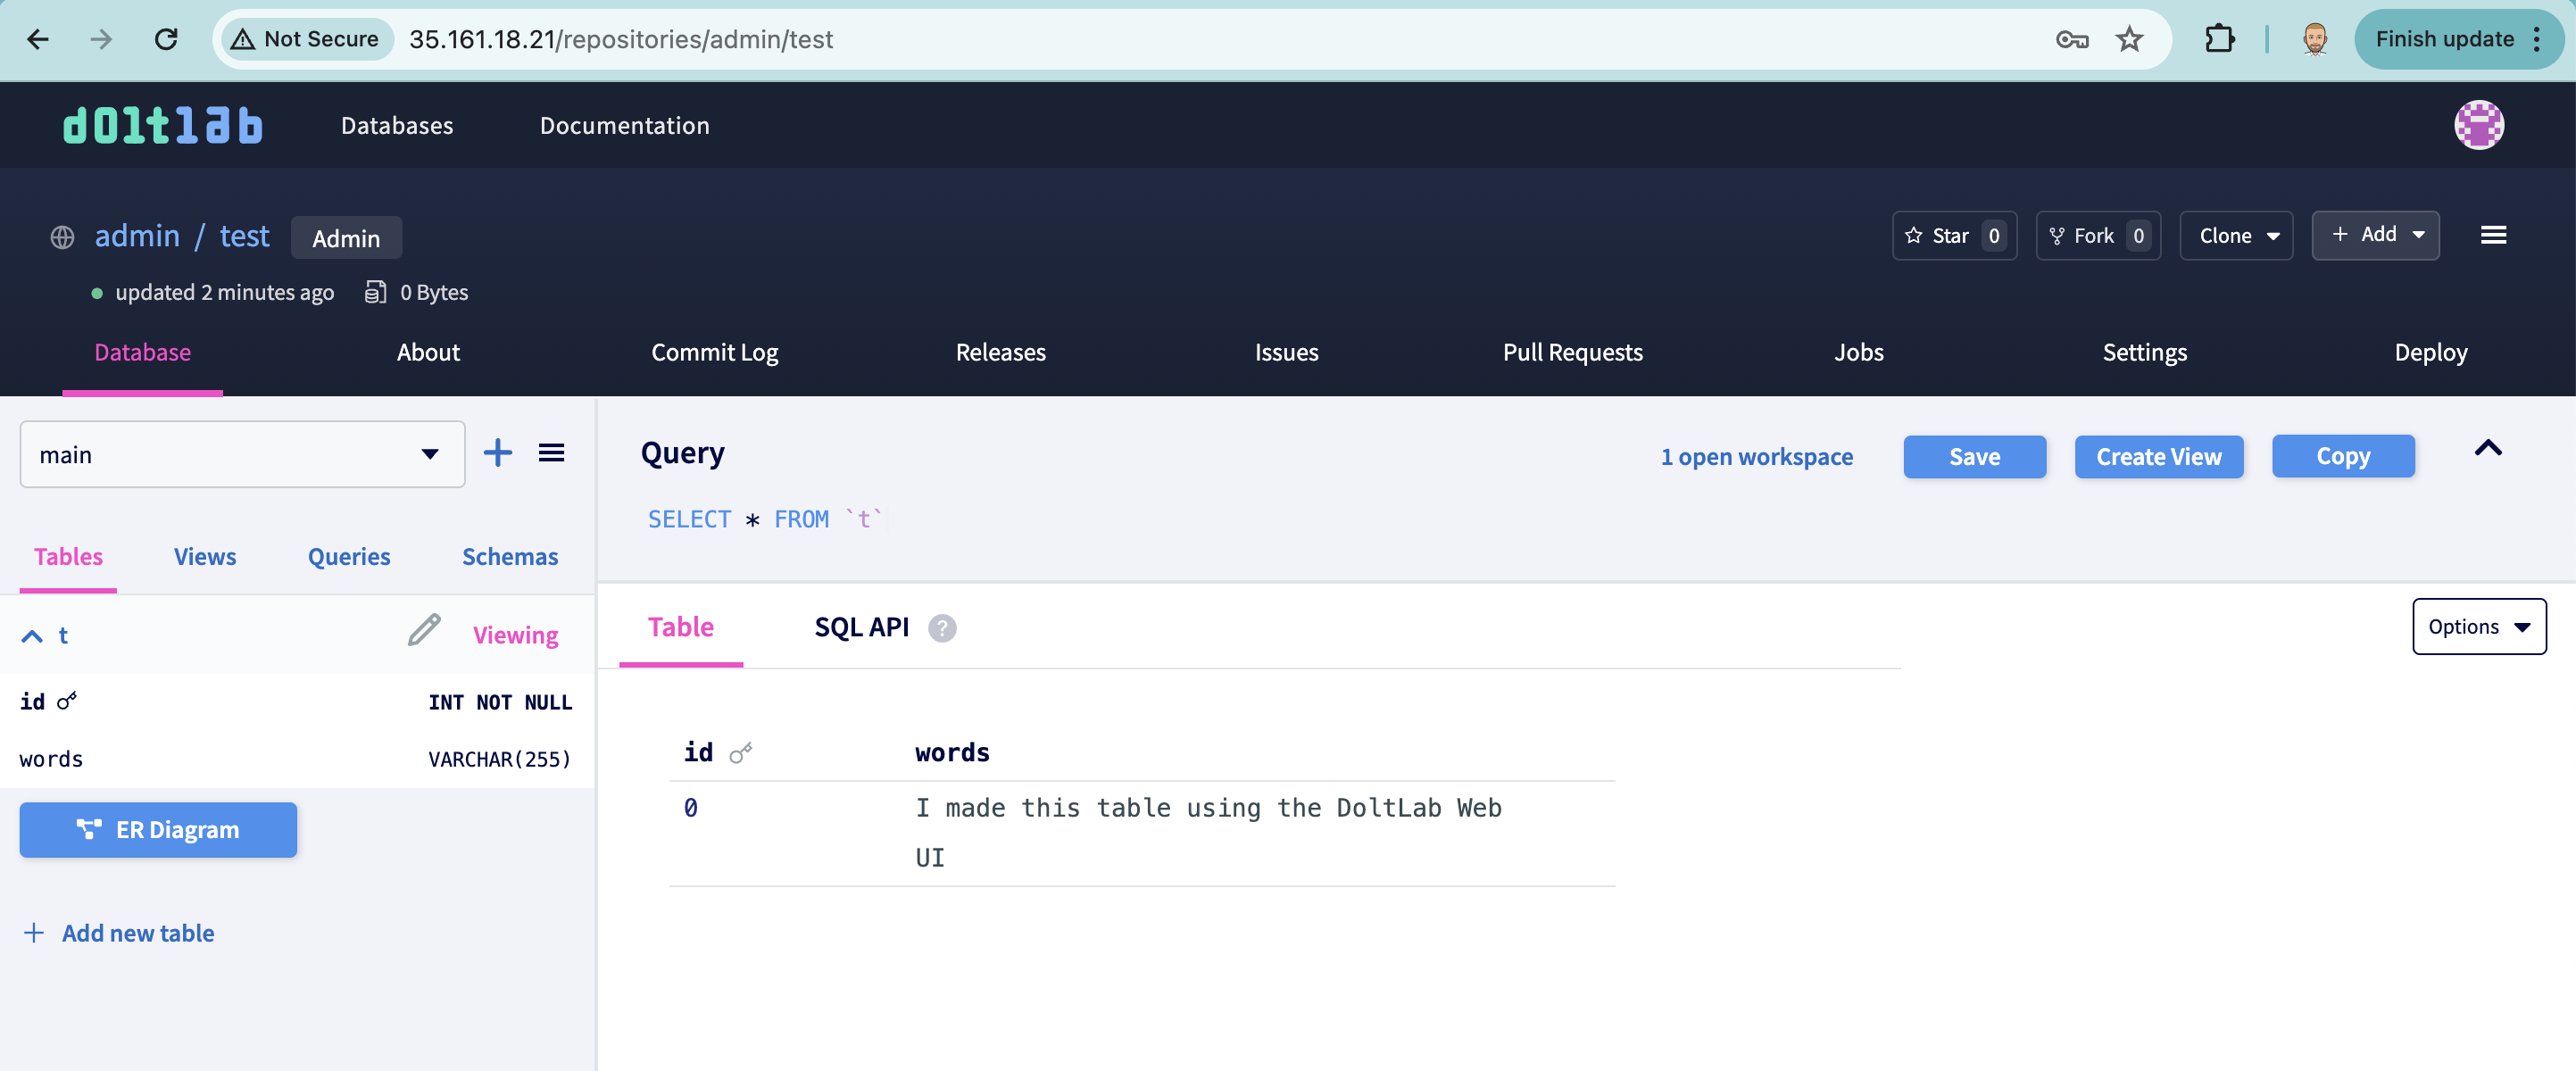 Not Secure 35.161.18.21/repositories/admin/test Finish update
doltlab Databases Documentation
admin / test Admin Star 0 Fork 0 Clone + Add
updated 2 minutes ago 0 Bytes
Database About Commit Log Releases Issues Pull Requests Jobs Settings Deploy
main
Query 1 open workspace Save Create View Copy
SELECT * FROM `t`
Tables Views Queries Schemas
t Viewing
Table SQL API ? Options
id INT NOT NULL
words VARCHAR(255)
id words
0 I made this table using the DoltLab Web
UI
ER Diagram
+ Add new table